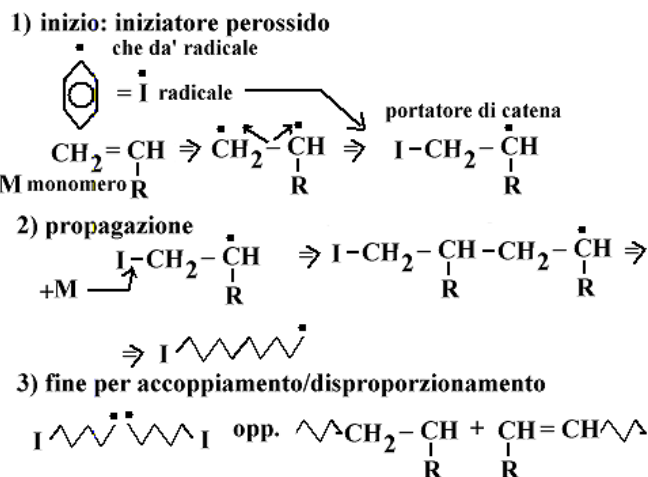 1) inizio: iniziatore perossido
che da' radicale
= I radicale
portatore di catena
CH2=CH ⇒ CH2–CH ⇒ I–CH2–CH
M monomero R R R
2) propagazione
I–CH2–CH ⇒ I–CH2–CH–CH2–CH ⇒
+M R R R
⇒ I
3) fine per accoppiamento/disproporzionamento
I I opp. CH2–CH + CH=CH
R R